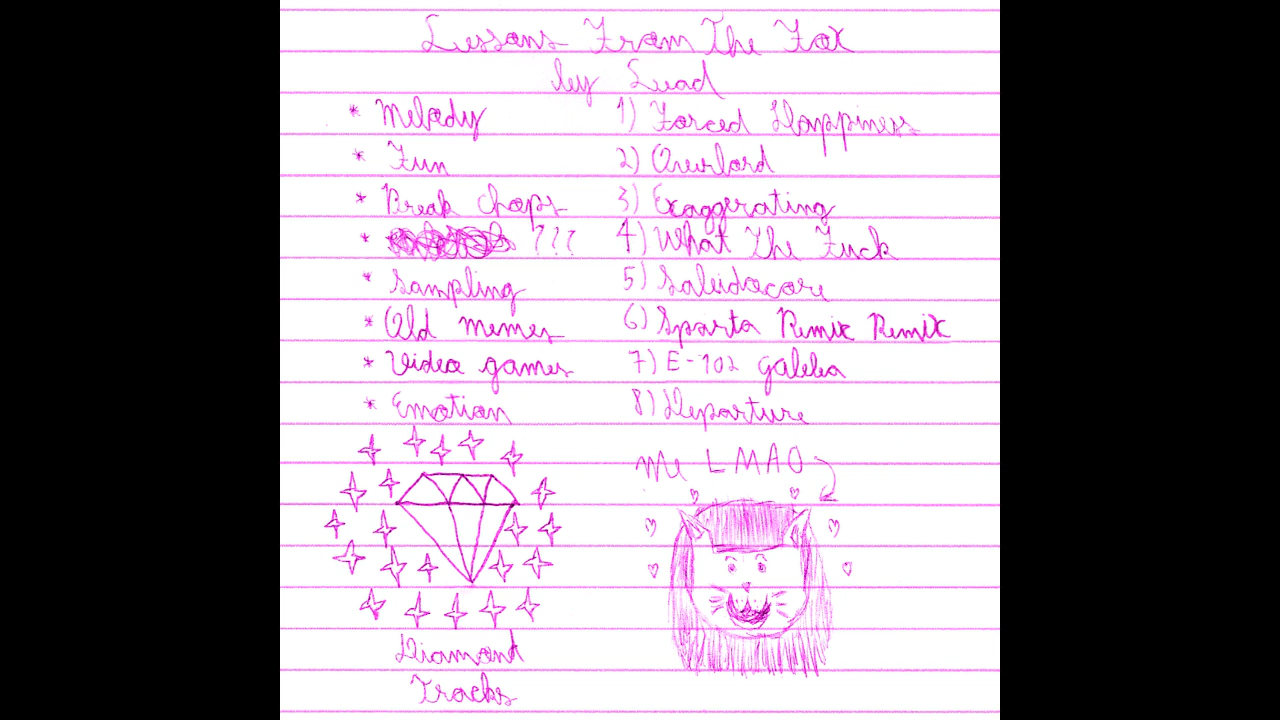 Lessons From The Fox
by Luad
* Melody
* Fun
* Break chops
* ???
* Sampling
* Old memes
* Video games
* Emotion
1) Forced Happiness
2) Overlord
3) Exaggerating
4) What The Fuck
5) Saleidacore
6) Sparta Remix Remix
7) E-102 galelea
8) Departure
Me LMAO
Diamond
Tracks